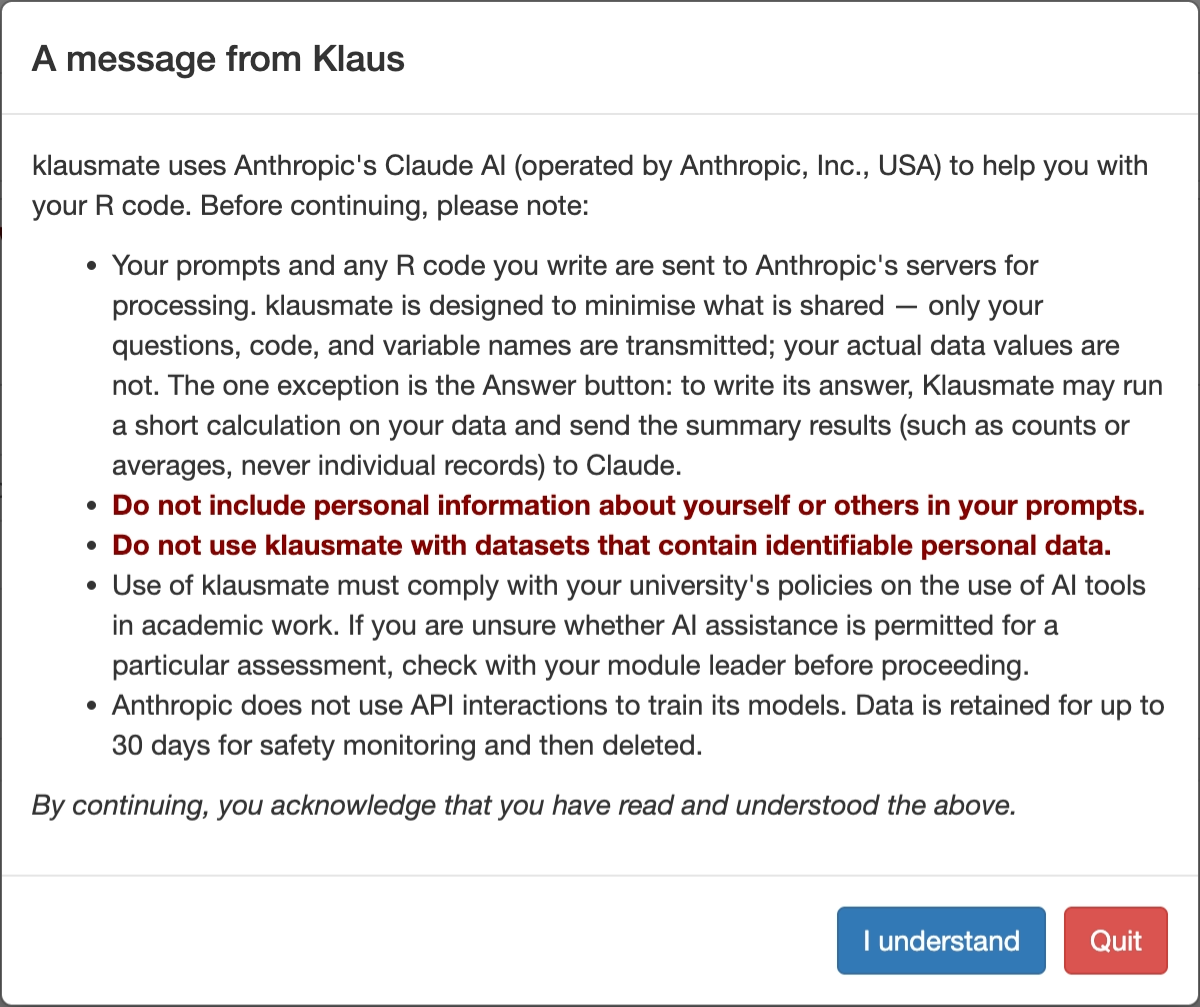 A message from Klaus
klausmate uses Anthropic's Claude AI (operated by Anthropic, Inc., USA) to help you with
your R code. Before continuing, please note:
• Your prompts and any R code you write are sent to Anthropic's servers for
processing. klausmate is designed to minimise what is shared — only your
questions, code, and variable names are transmitted; your actual data values are
not. The one exception is the Answer button: to write its answer, Klausmate may run
a short calculation on your data and send the summary results (such as counts or
averages, never individual records) to Claude.
• Do not include personal information about yourself or others in your prompts.
• Do not use klausmate with datasets that contain identifiable personal data.
• Use of klausmate must comply with your university's policies on the use of AI tools
in academic work. If you are unsure whether AI assistance is permitted for a
particular assessment, check with your module leader before proceeding.
• Anthropic does not use API interactions to train its models. Data is retained for up to
30 days for safety monitoring and then deleted.
By continuing, you acknowledge that you have read and understood the above.
I understand
Quit